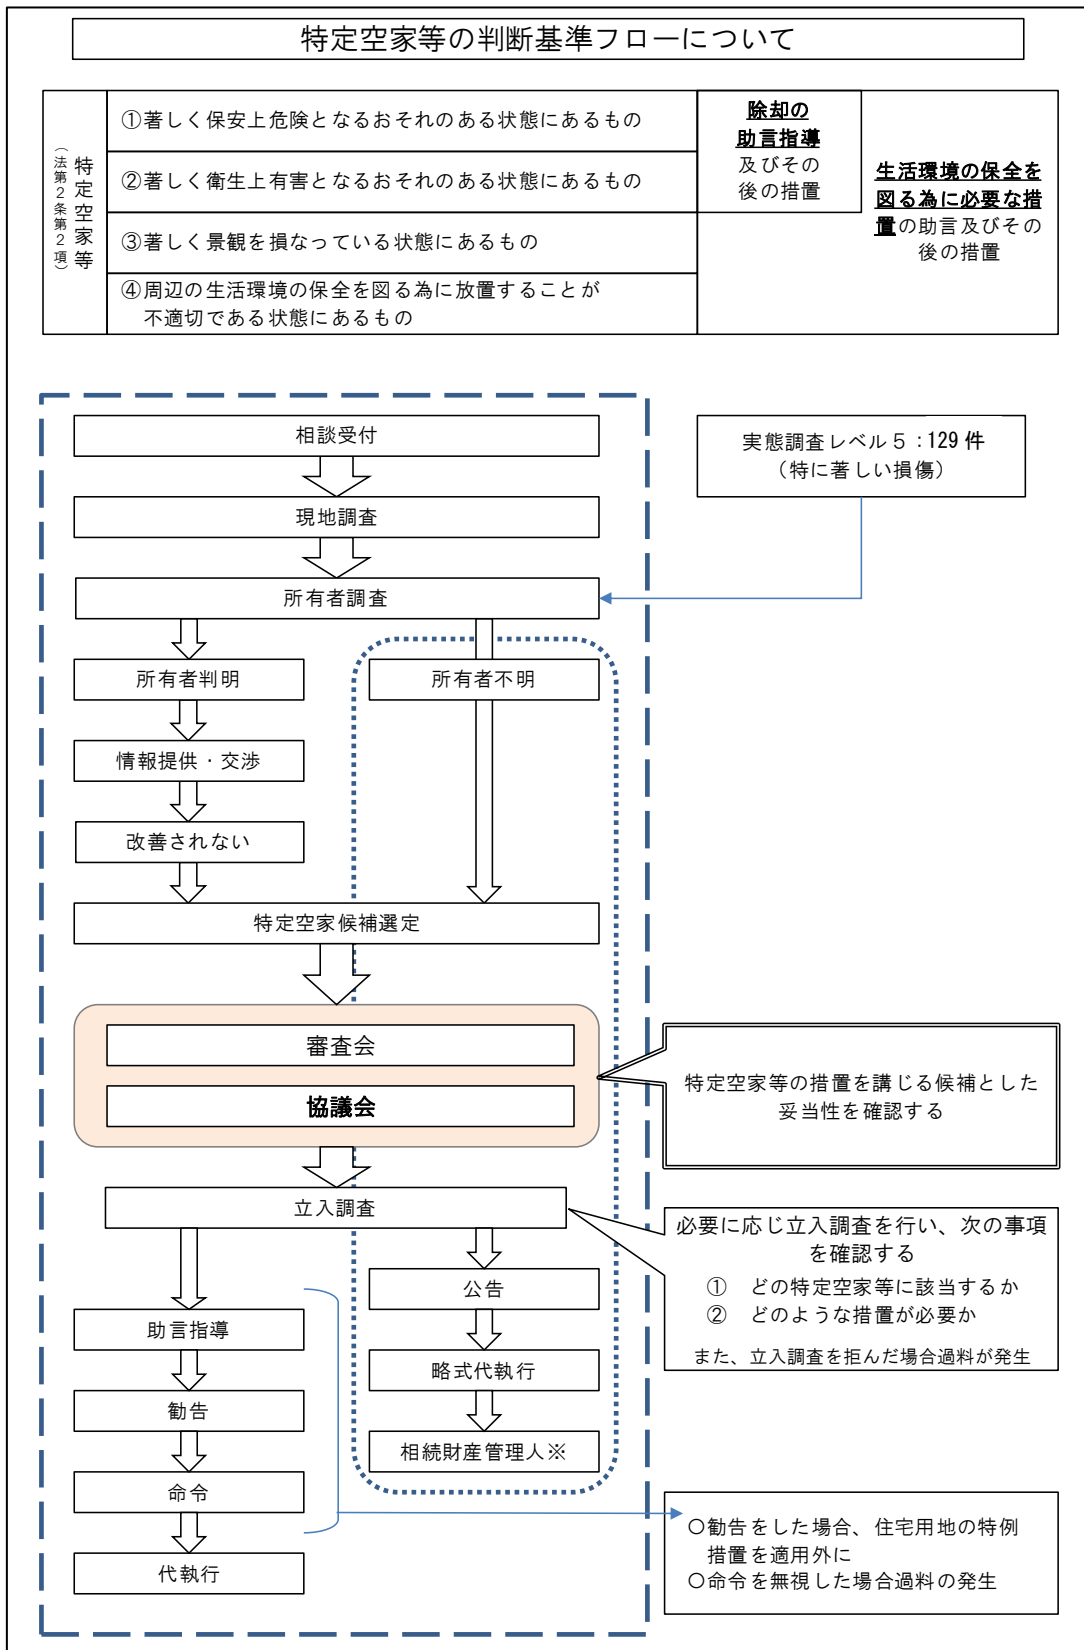 特定空家等の判断基準フローについて
特定空家等
（法第２条第２項）
①著しく保安上危険となるおそれのある状態にあるもの
②著しく衛生上有害となるおそれのある状態にあるもの
③著しく景観を損なっている状態にあるもの
④周辺の生活環境の保全を図る為に放置することが
不適切である状態にあるもの
除却の
助言指導
及びその
後の措置
生活環境の保全を
図る為に必要な措
置の助言及びその
後の措置
相談受付
実態調査レベル５：129件
（特に著しい損傷）
現地調査
所有者調査
所有者判明
所有者不明
情報提供・交渉
改善されない
特定空家候補選定
審査会
協議会
特定空家等の措置を講じる候補とした
妥当性を確認する
立入調査
必要に応じ立入調査を行い、次の事項
を確認する
① どの特定空家等に該当するか
② どのような措置が必要か
また、立入調査を拒んだ場合過料が発生
公告
助言指導
略式代執行
勧告
相続財産管理人※
命令
代執行
○勧告をした場合、住宅用地の特例
措置を適用外に
○命令を無視した場合過料の発生